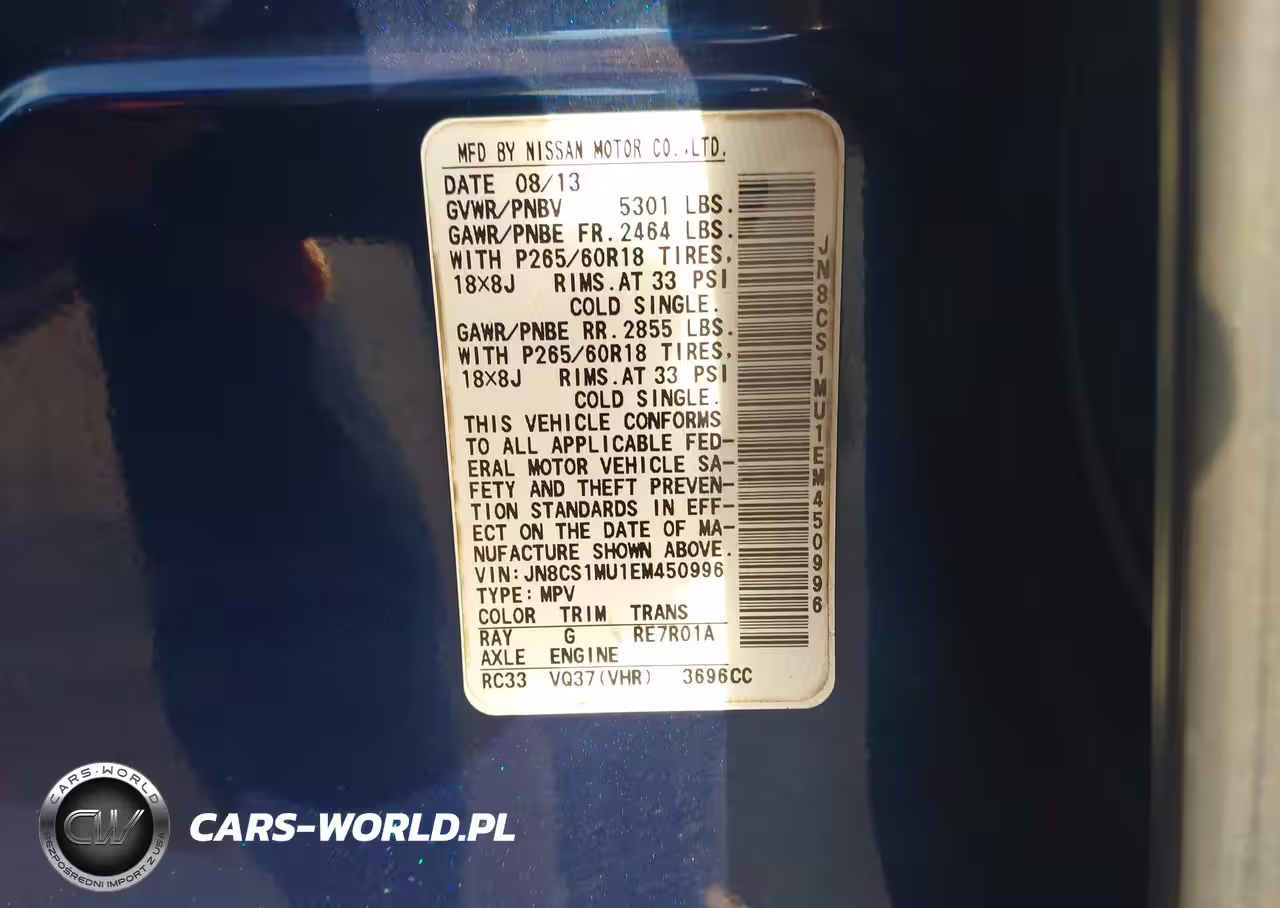 MFD BY NISSAN MOTOR CO.,LTD.
DATE 08/13
GVWR/PNBV 5301 LBS.
GAWR/PNBE FR. 2464 LBS.
WITH P265/60R18 TIRES,
18×8J RIMS. AT 33 PSI
COLD SINGLE.
GAWR/PNBE RR. 2855 LBS.
WITH P265/60R18 TIRES,
18×8J RIMS. AT 33 PSI
COLD SINGLE.
THIS VEHICLE CONFORMS
TO ALL APPLICABLE FED-
ERAL MOTOR VEHICLE SA-
FETY AND THEFT PREVEN-
TION STANDARDS IN EFF-
ECT ON THE DATE OF MA-
NUFACTURE SHOWN ABOVE.
VIN: JN8CS1MU1EM450996
TYPE: MPV
COLOR TRIM TRANS
RAY G RE7R01A
AXLE ENGINE
RC33 VQ37(VHR) 3696CC
JN8CS1MU1EM450996
CARS-WORLD
CW
BEZPOŚREDNI IMPORT Z USA
CARS-WORLD.PL